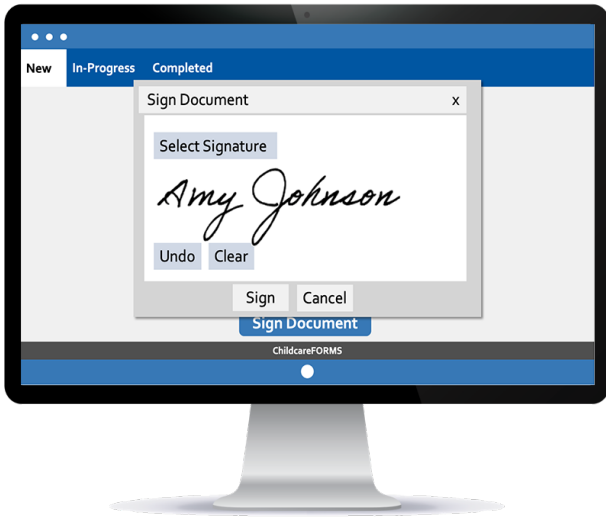 New In-Progress Completed
Sign Document x
Select Signature
Amy Johnson
Undo Clear
Sign Cancel
Sign Document
ChildcareFORMS